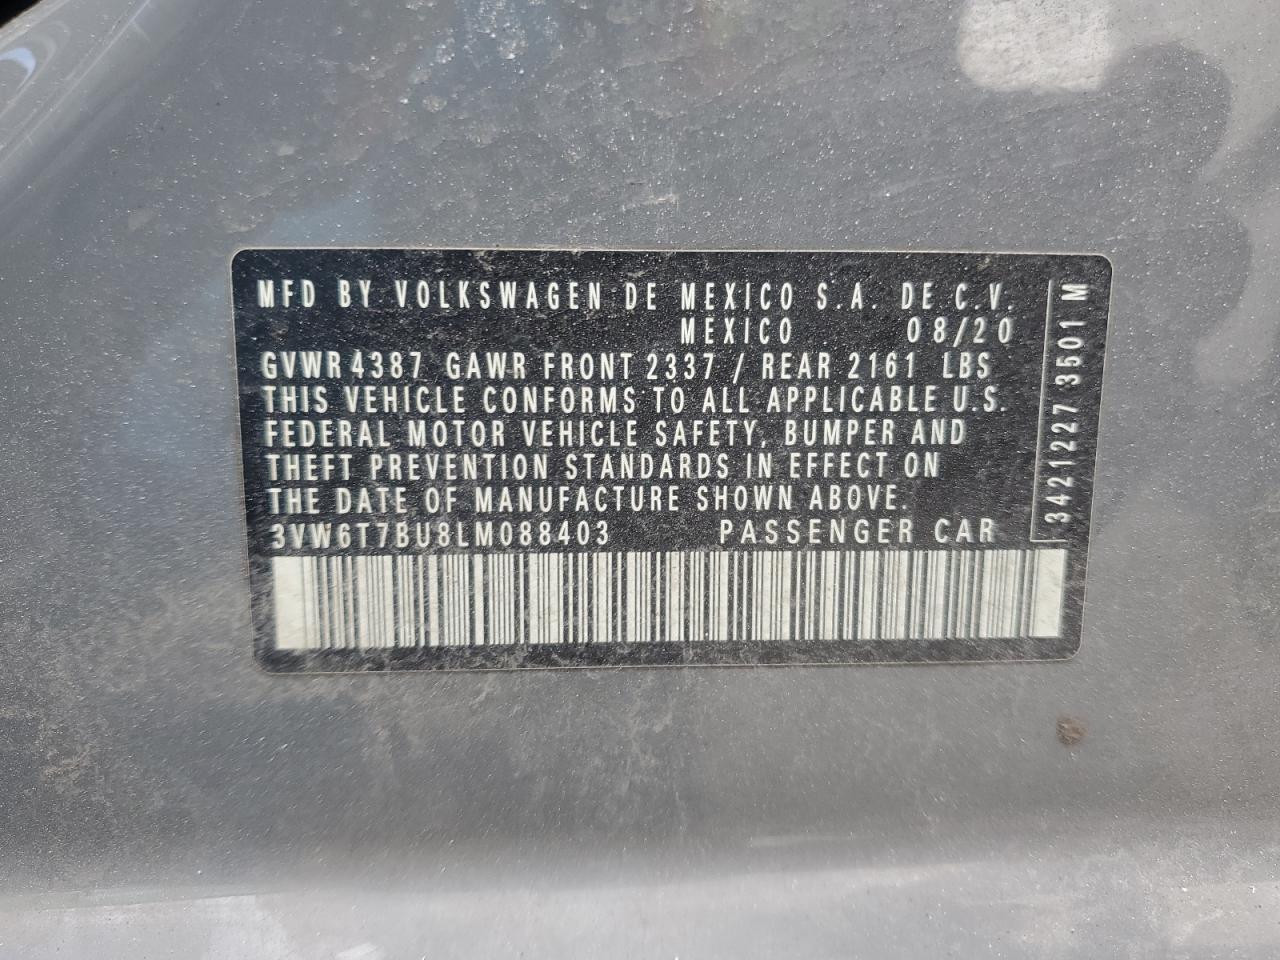 MFD BY VOLKSWAGEN DE MEXICO S.A. DE C.V.
MEXICO 08/20
GVWR 4387 GAWR FRONT 2337 / REAR 2161 LBS
THIS VEHICLE CONFORMS TO ALL APPLICABLE U.S.
FEDERAL MOTOR VEHICLE SAFETY, BUMPER AND
THEFT PREVENTION STANDARDS IN EFFECT ON
THE DATE OF MANUFACTURE SHOWN ABOVE.
3VW6T7BU8LM088403 PASSENGER CAR
3421227 3501 M